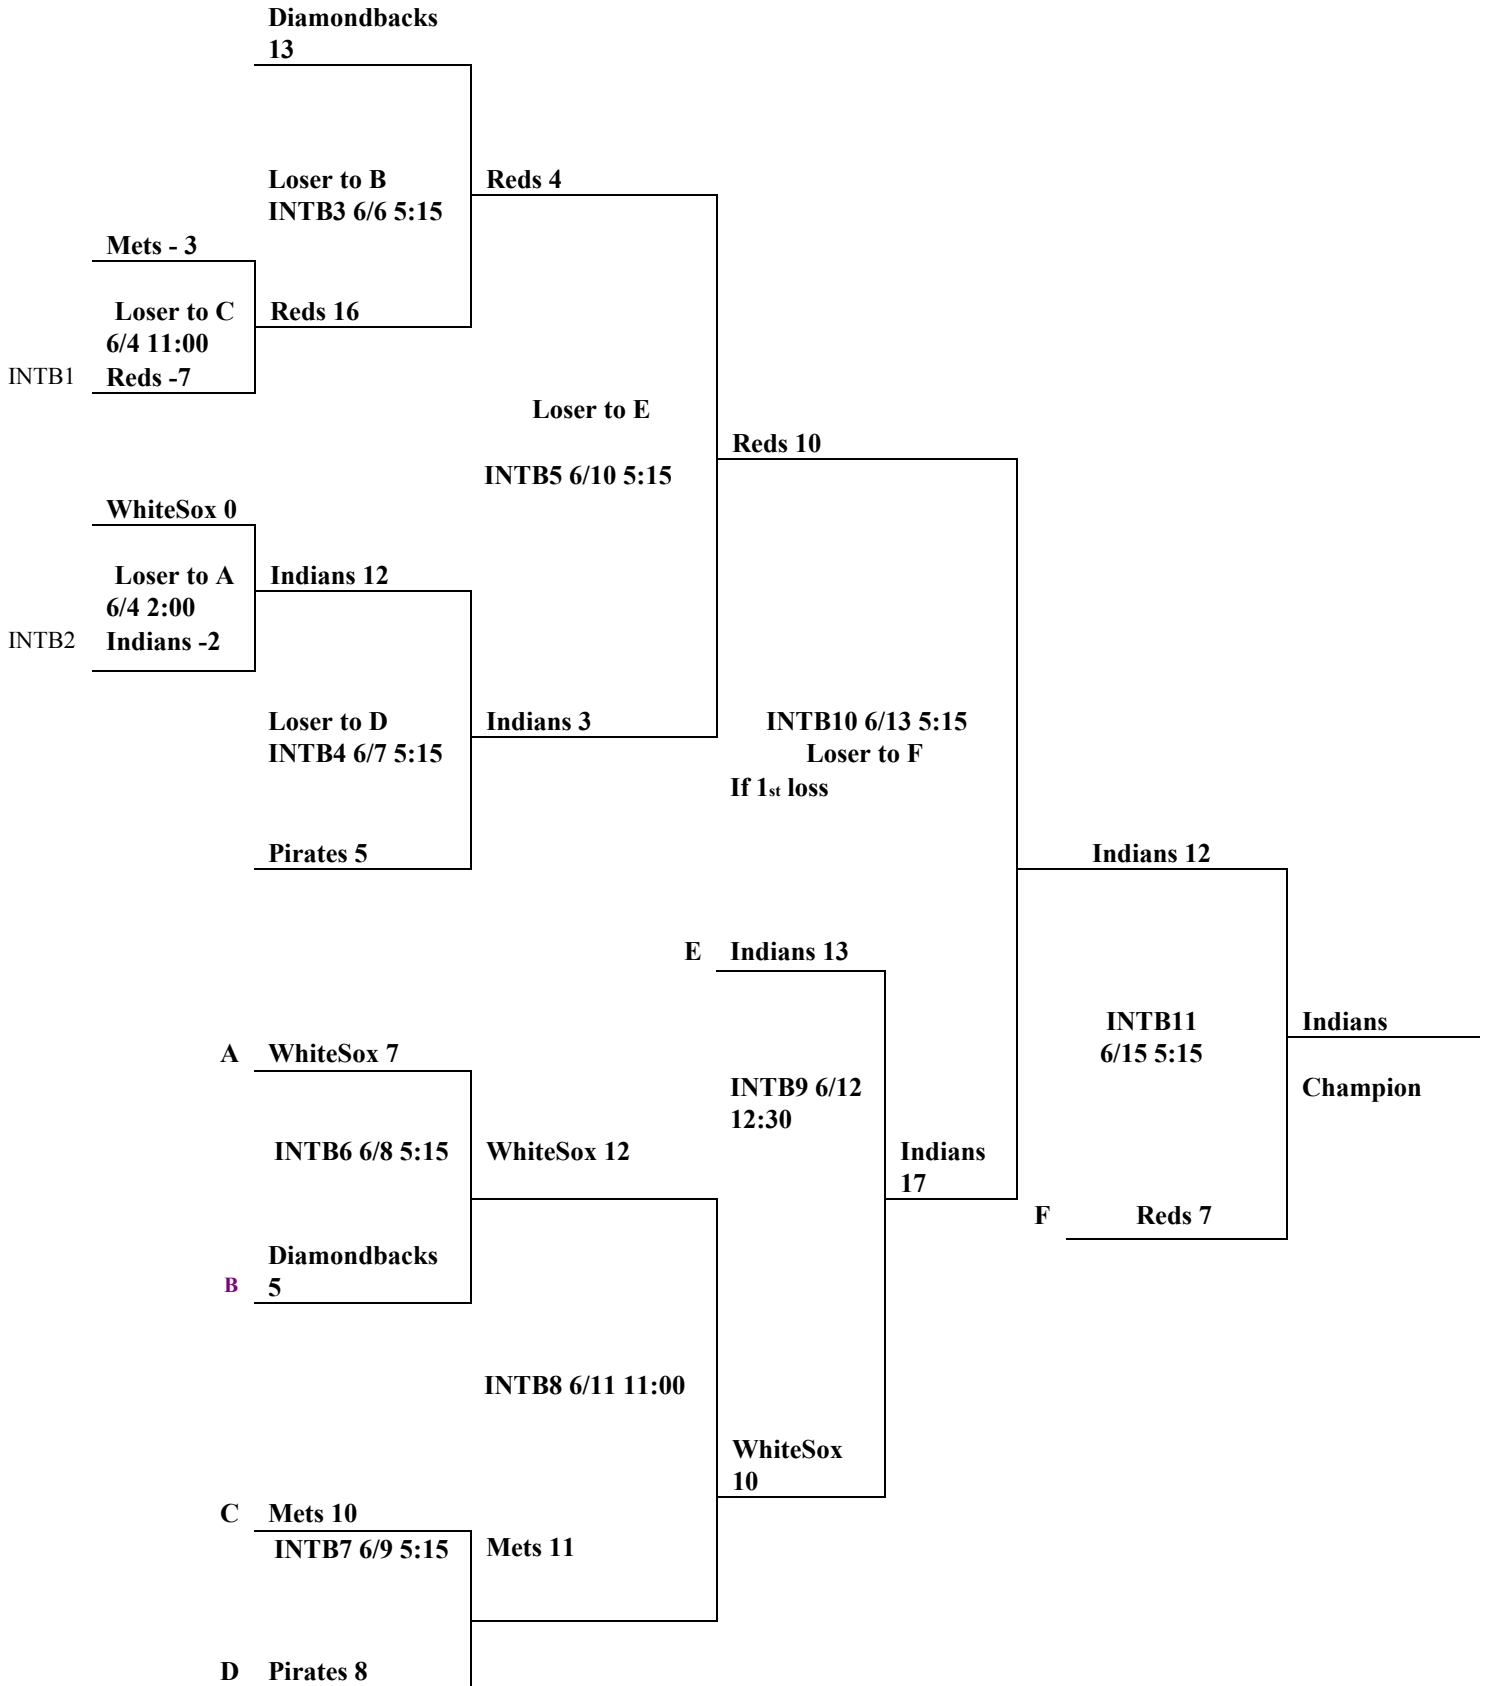 Diamondbacks
13
Loser to B
INTB3 6/6 5:15
Reds 4
Mets - 3
Loser to C
6/4 11:00
INTB1 Reds -7
Reds 16
Loser to E
INTB5 6/10 5:15
Reds 10
WhiteSox 0
Loser to A
6/4 2:00
INTB2 Indians -2
Indians 12
Loser to D
INTB4 6/7 5:15
Indians 3
INTB10 6/13 5:15
Loser to F
If 1st loss
Pirates 5
Indians 12
E Indians 13
INTB11
6/15 5:15
Indians
Champion
A WhiteSox 7
INTB9 6/12
12:30
INTB6 6/8 5:15
WhiteSox 12
Indians
17
F Reds 7
Diamondbacks
B 5
INTB8 6/11 11:00
WhiteSox
10
C Mets 10
INTB7 6/9 5:15
Mets 11
D Pirates 8